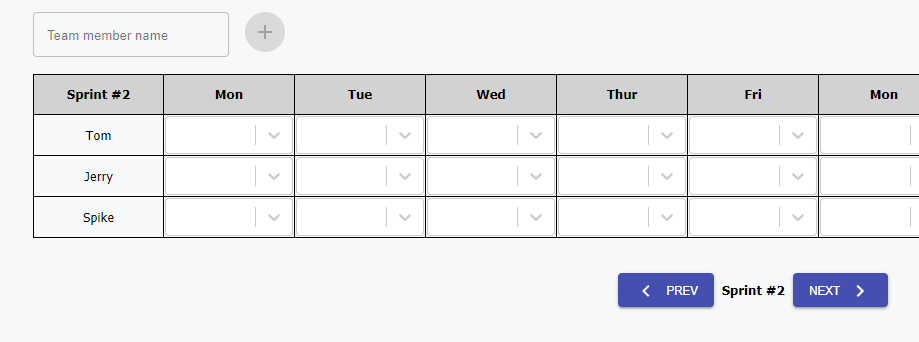 Team member name
Sprint #2 Mon Tue Wed Thur Fri Mon
Tom
Jerry
Spike
PREV Sprint #2 NEXT